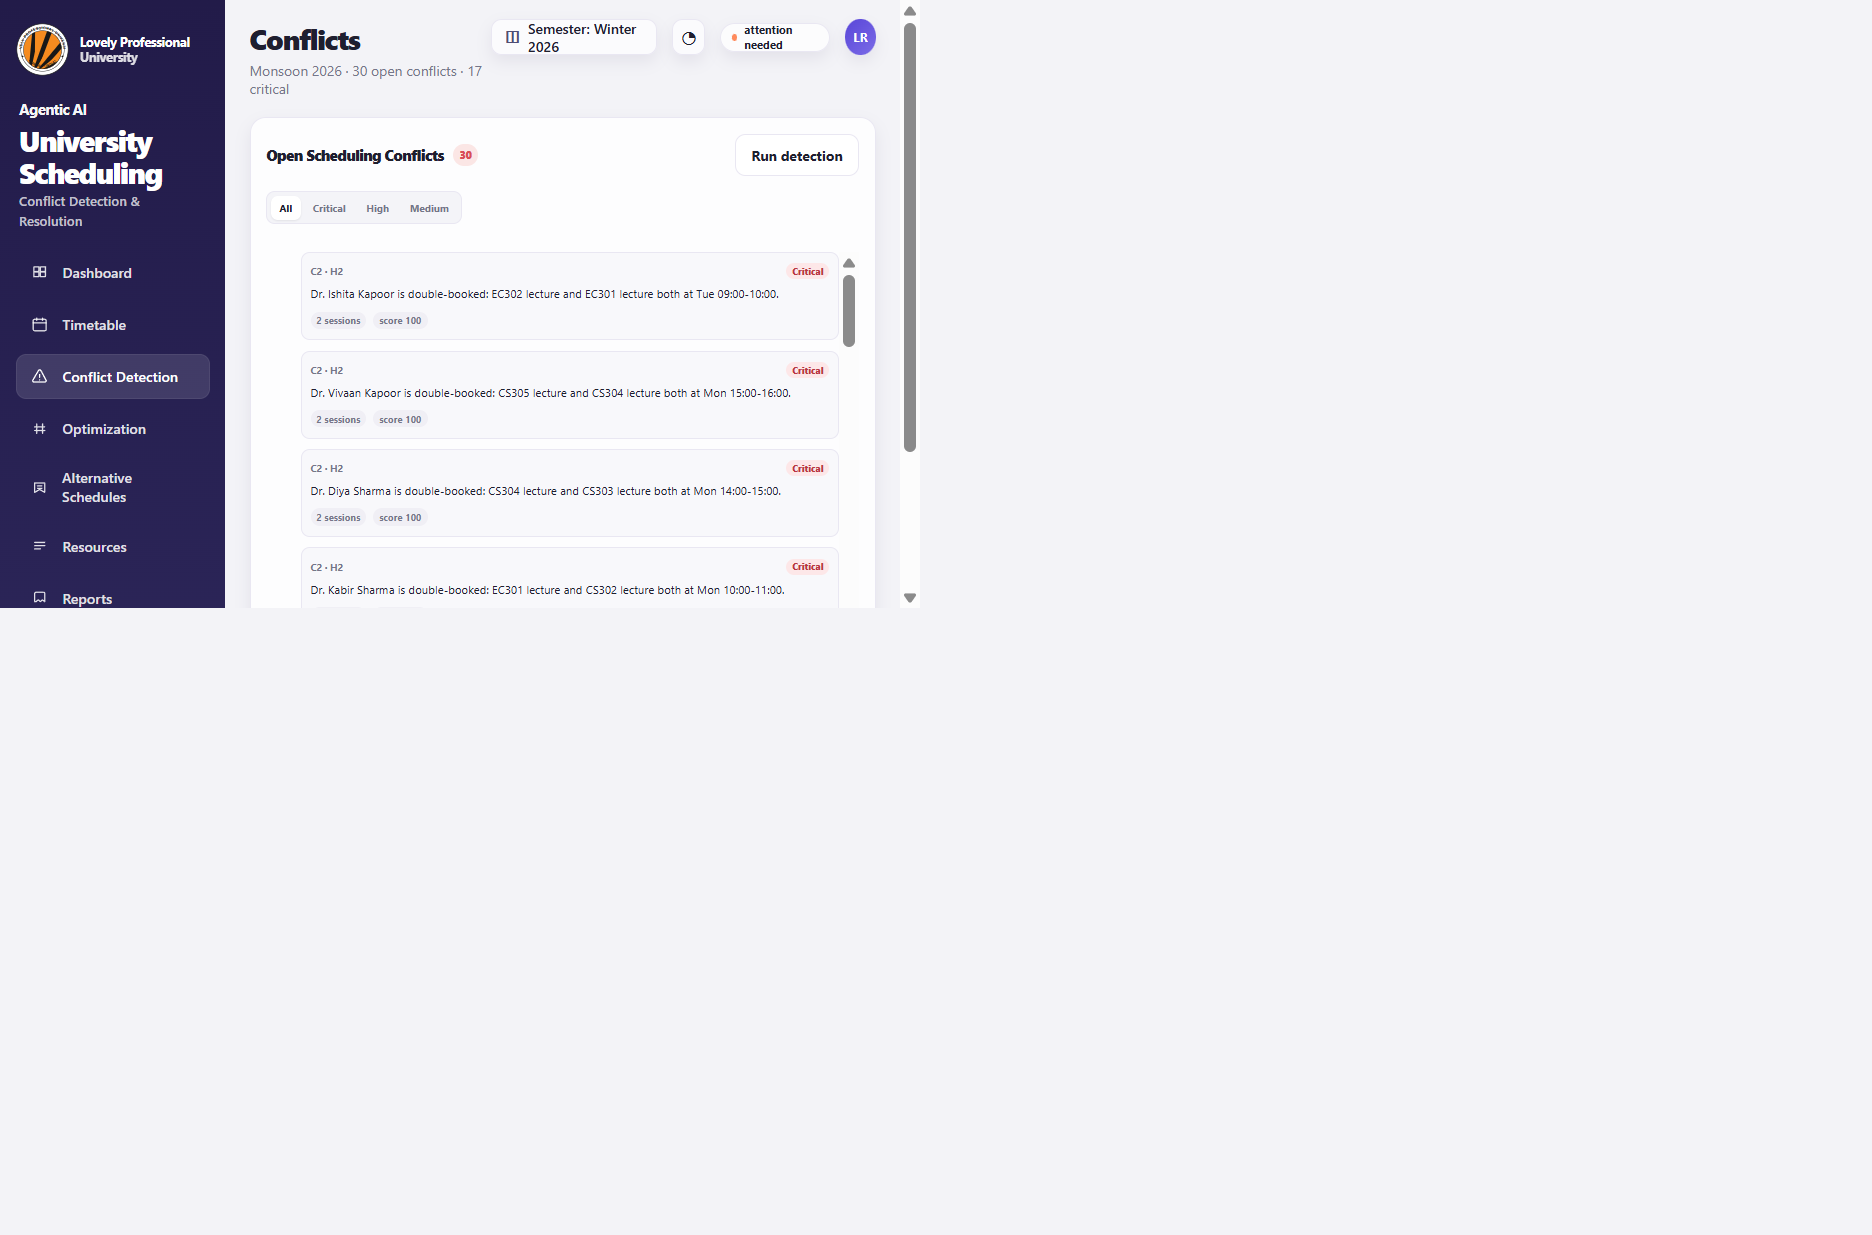 Lovely Professional
University
Agentic AI
University
Scheduling
Conflict Detection &
Resolution
Dashboard
Timetable
Conflict Detection
Optimization
Alternative
Schedules
Resources
Reports
Conflicts
Monsoon 2026 · 30 open conflicts · 17
critical
Semester: Winter
2026
attention
needed
LR
Open Scheduling Conflicts 30
Run detection
All Critical High Medium
C2 · H2 Critical
Dr. Ishita Kapoor is double-booked: EC302 lecture and EC301 lecture both at Tue 09:00-10:00.
2 sessions score 100
C2 · H2 Critical
Dr. Vivaan Kapoor is double-booked: CS305 lecture and CS304 lecture both at Mon 15:00-16:00.
2 sessions score 100
C2 · H2 Critical
Dr. Diya Sharma is double-booked: CS304 lecture and CS303 lecture both at Mon 14:00-15:00.
2 sessions score 100
C2 · H2 Critical
Dr. Kabir Sharma is double-booked: EC301 lecture and CS302 lecture both at Mon 10:00-11:00.